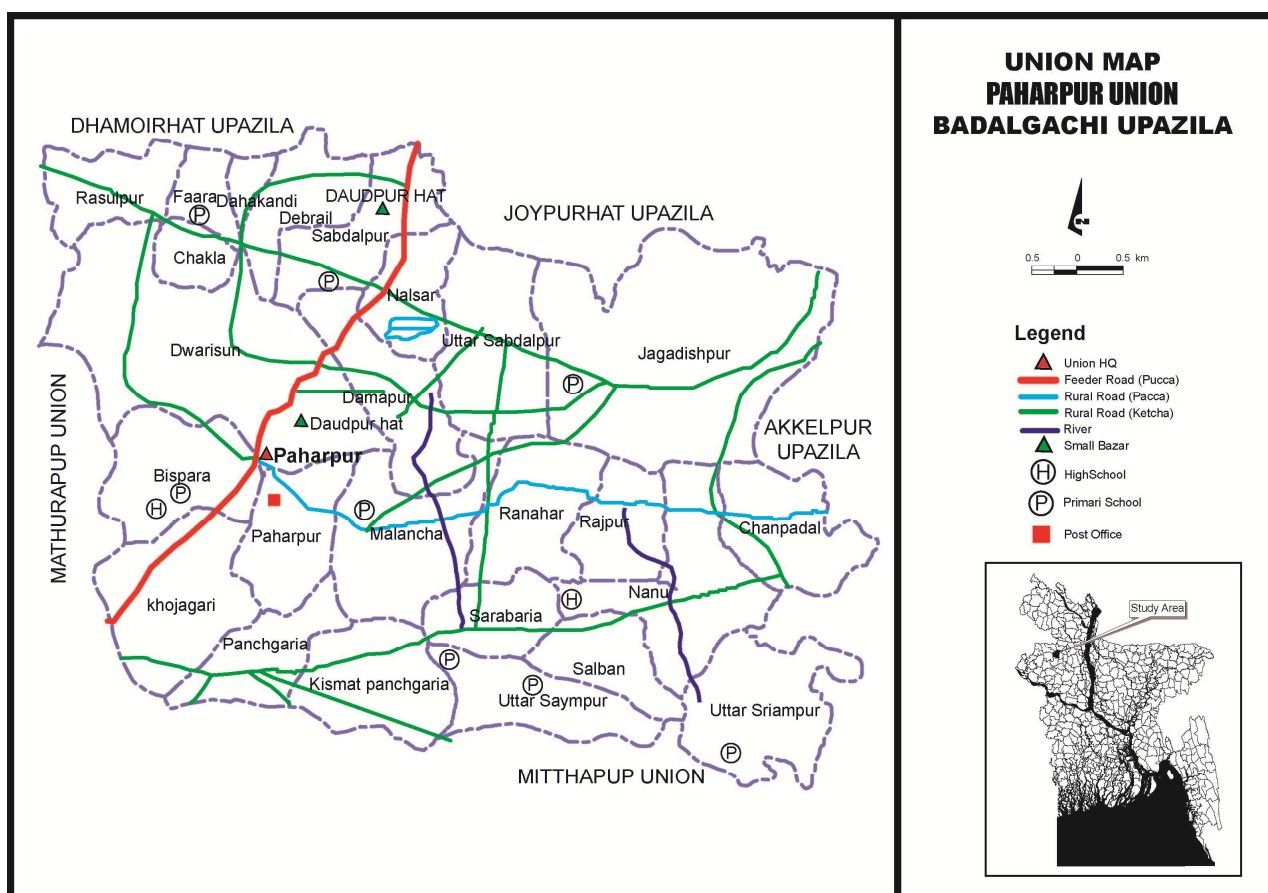 UNION MAP
PAHARPUR UNION
BADALGACHI UPAZILA
DHAMOIRHAT UPAZILA
JOYPURHAT UPAZILA
AKKELPUR
UPAZILA
MATHURAPUP UNION
MITTHAPUP UNION
Rasulpur
Faara
P
Dahakandi
Debrail
DAUDPUR HAT
Sabdalpur
Chakla
P
Nalsar
Uttar Sabdalpur
Jagadishpur
Dwarisun
P
Damapur
Daudpur hat
Paharpur
Bispara
P
H
P
Paharpur
Malancha
Ranahar
Rajpur
Chanpadal
khojagari
H
Nanu
Sarabaria
Panchgaria
P
Salban
Kismat panchgaria
P
Uttar Saympur
Uttar Sriampur
P
N
0.5 0 0.5 km
Legend
Union HQ
Feeder Road (Pucca)
Rural Road (Pacca)
Rural Road (Ketcha)
River
Small Bazar
H HighSchool
P Primari School
Post Office
Study Area